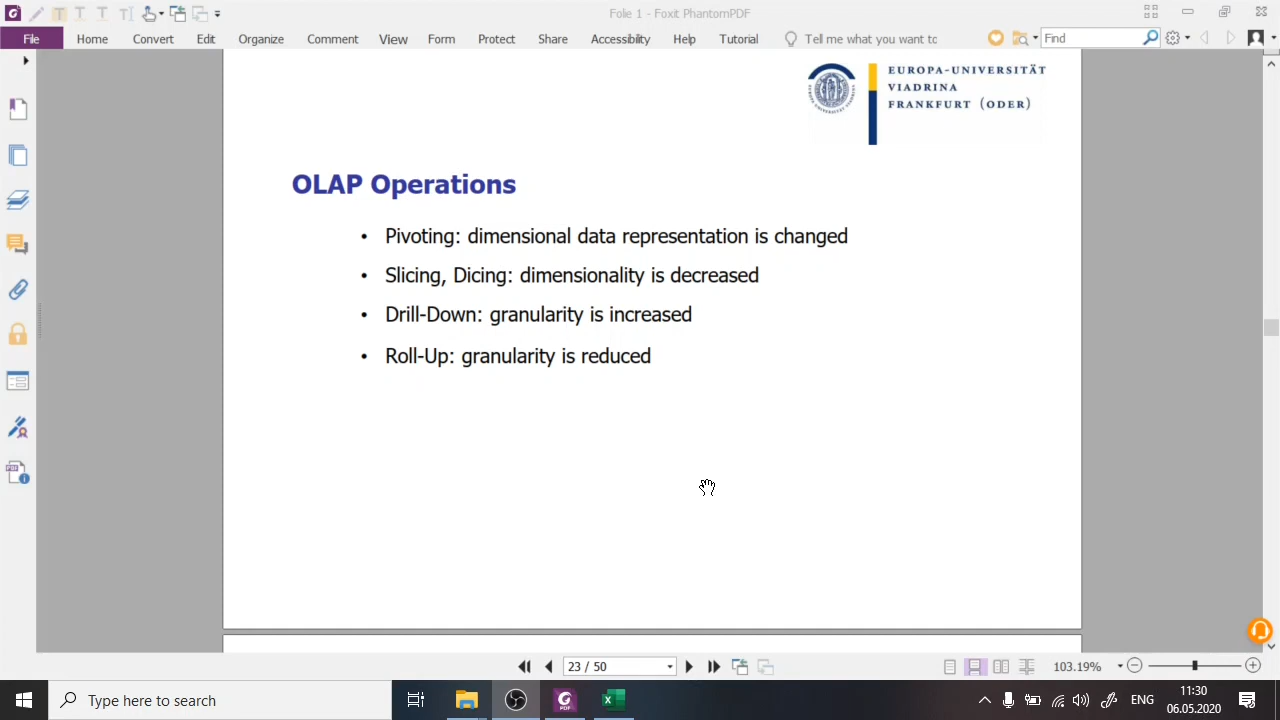 Folie 1 - Foxit PhantomPDF
File Home Convert Edit Organize Comment View Form Protect Share Accessibility Help Tutorial Tell me what you want to Find
EUROPA-UNIVERSITÄT
VIADRINA
FRANKFURT (ODER)
OLAP Operations
• Pivoting: dimensional data representation is changed
• Slicing, Dicing: dimensionality is decreased
• Drill-Down: granularity is increased
• Roll-Up: granularity is reduced
23 / 50 103.19%
Type here to search ENG 11:30
06.05.2020